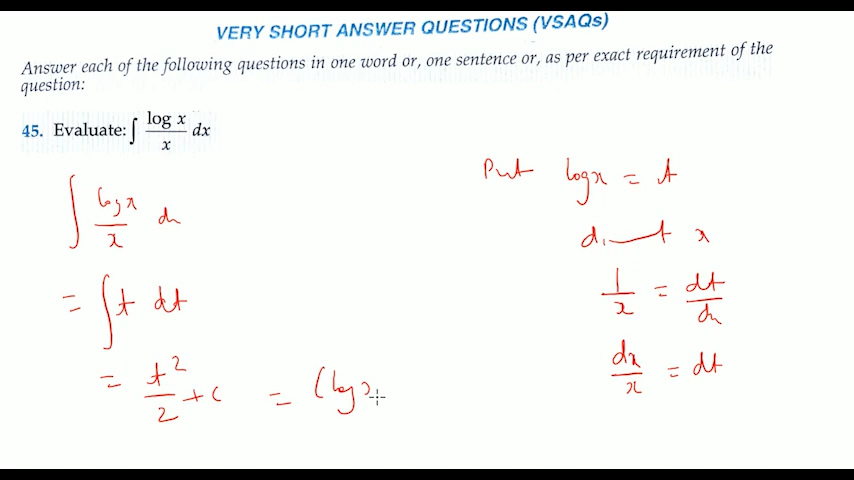 VERY SHORT ANSWER QUESTIONS (VSAQs)
Answer each of the following questions in one word or, one sentence or, as per exact requirement of the
question:
45. Evaluate: ∫ log x / x dx
∫ log x / x dx
= ∫ t dt
= t² / 2 + c = (log x
Put log x = t
d. t x
1 / x = dt / dx
dx / x = dt